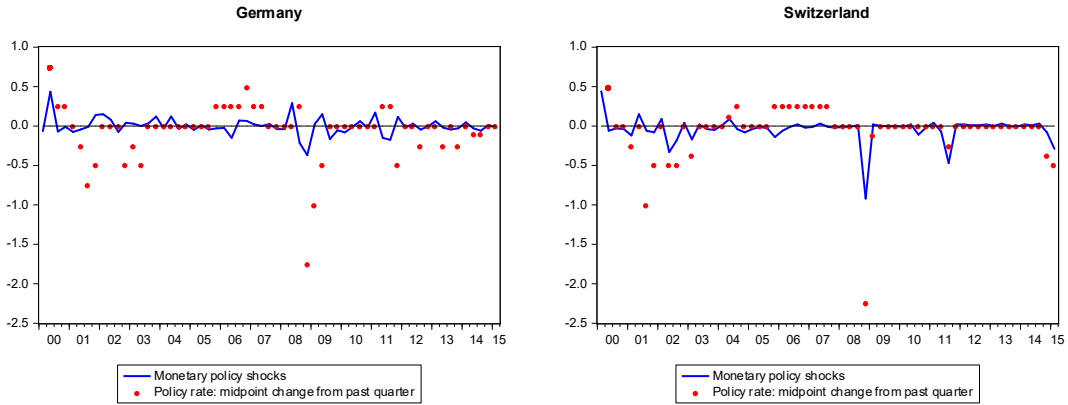 Germany
1.0
0.5
0.0
-0.5
-1.0
-1.5
-2.0
-2.5
00 01 02 03 04 05 06 07 08 09 10 11 12 13 14 15
Monetary policy shocks
Policy rate: midpoint change from past quarter
Switzerland
1.0
0.5
0.0
-0.5
-1.0
-1.5
-2.0
-2.5
00 01 02 03 04 05 06 07 08 09 10 11 12 13 14 15
Monetary policy shocks
Policy rate: midpoint change from past quarter